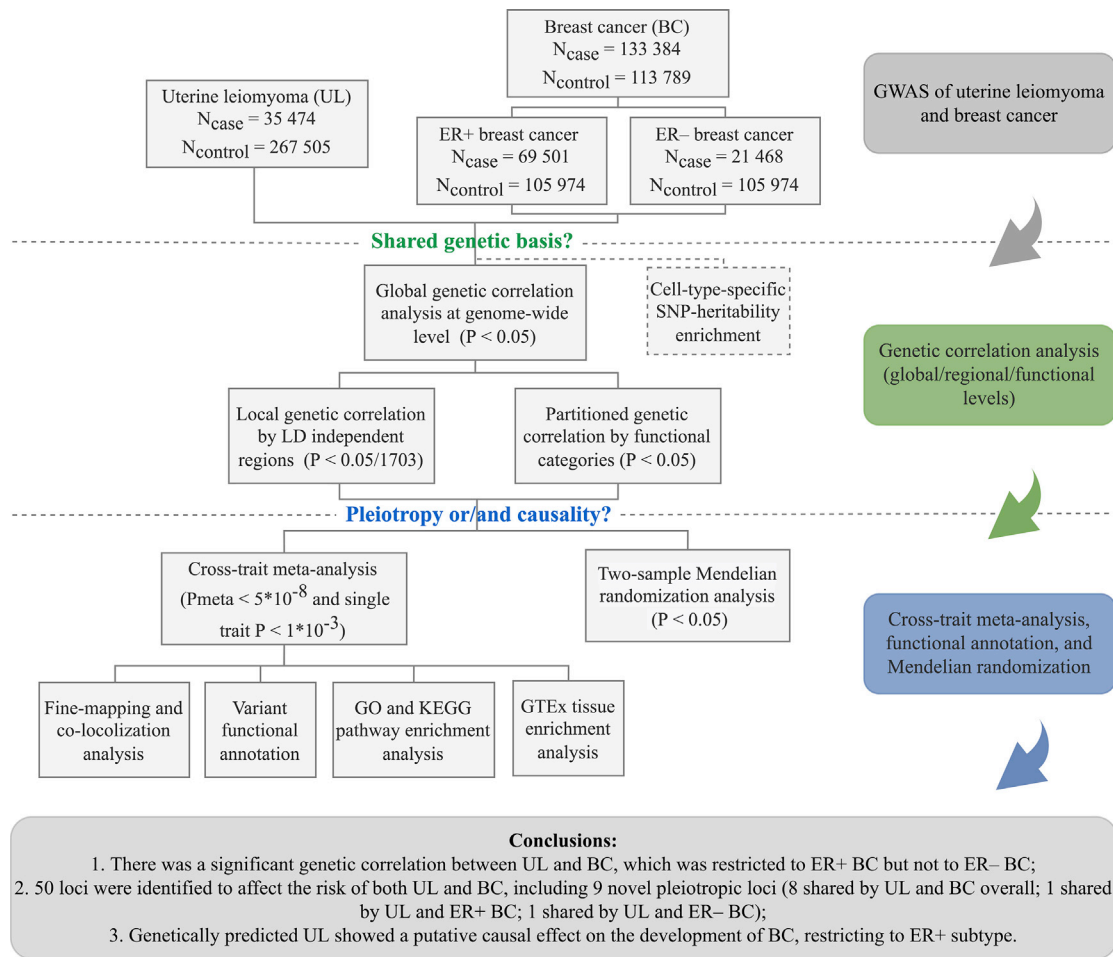 Breast cancer (BC)
Ncase = 133 384
Ncontrol = 113 789
Uterine leiomyoma (UL)
Ncase = 35 474
Ncontrol = 267 505
ER+ breast cancer
Ncase = 69 501
Ncontrol = 105 974
ER– breast cancer
Ncase = 21 468
Ncontrol = 105 974
GWAS of uterine leiomyoma
and breast cancer
Shared genetic basis?
Global genetic correlation
analysis at genome-wide
level (P < 0.05)
Cell-type-specific
SNP-heritability
enrichment
Local genetic correlation
by LD independent
regions (P < 0.05/1703)
Partitioned genetic
correlation by functional
categories (P < 0.05)
Genetic correlation analysis
(global/regional/functional
levels)
Pleiotropy or/and causality?
Cross-trait meta-analysis
(Pmeta < 5*10-8 and single
trait P < 1*10-3)
Two-sample Mendelian
randomization analysis
(P < 0.05)
Cross-trait meta-analysis,
functional annotation, and
Mendelian randomization
Fine-mapping and
co-locolization
analysis
Variant
functional
annotation
GO and KEGG
pathway enrichment
analysis
GTEx tissue
enrichment
analysis
Conclusions:
1. There was a significant genetic correlation between UL and BC, which was restricted to ER+ BC but not to ER– BC;
2. 50 loci were identified to affect the risk of both UL and BC, including 9 novel pleiotropic loci (8 shared by UL and BC overall; 1 shared
by UL and ER+ BC; 1 shared by UL and ER– BC);
3. Genetically predicted UL showed a putative causal effect on the development of BC, restricting to ER+ subtype.